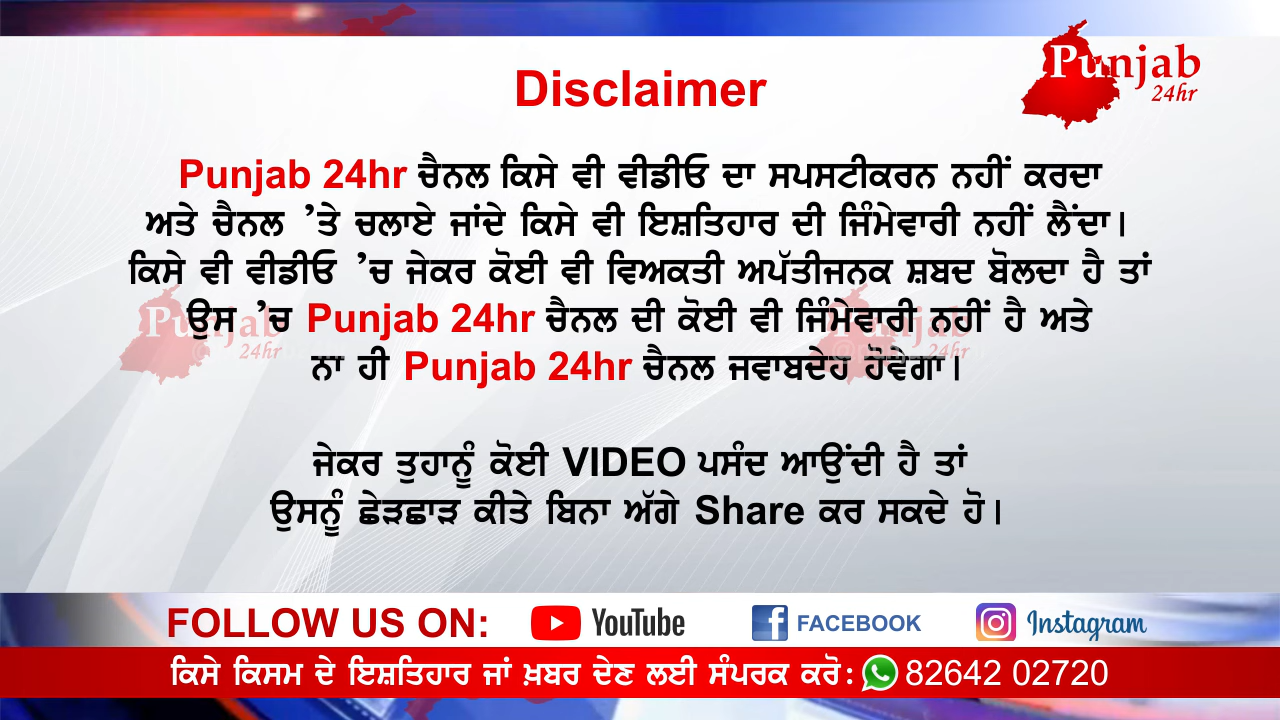 Punjab
24hr
Disclaimer
Punjab 24hr ਚੈਨਲ ਕਿਸੇ ਵੀ ਵੀਡੀਓ ਦਾ ਸਪਸਟੀਕਰਨ ਨਹੀਂ ਕਰਦਾ
ਅਤੇ ਚੈਨਲ ’ਤੇ ਚਲਾਏ ਜਾਂਦੇ ਕਿਸੇ ਵੀ ਇਸ਼ਤਿਹਾਰ ਦੀ ਜਿੰਮੇਵਾਰੀ ਨਹੀਂ ਲੈਂਦਾ।
ਕਿਸੇ ਵੀ ਵੀਡੀਓ ’ਚ ਜੇਕਰ ਕੋਈ ਵੀ ਵਿਅਕਤੀ ਅਪੱਤੀਜਨਕ ਸ਼ਬਦ ਬੋਲਦਾ ਹੈ ਤਾਂ
ਉਸ ’ਚ Punjab 24hr ਚੈਨਲ ਦੀ ਕੋਈ ਵੀ ਜਿੰਮੇਵਾਰੀ ਨਹੀਂ ਹੈ ਅਤੇ
ਨਾ ਹੀ Punjab 24hr ਚੈਨਲ ਜਵਾਬਦੇਹ ਹੋਵੇਗਾ।
ਜੇਕਰ ਤੁਹਾਨੂੰ ਕੋਈ VIDEO ਪਸੰਦ ਆਉਂਦੀ ਹੈ ਤਾਂ
ਉਸਨੂੰ ਛੇੜਛਾੜ ਕੀਤੇ ਬਿਨਾ ਅੱਗੇ Share ਕਰ ਸਕਦੇ ਹੋ।
FOLLOW US ON: YouTube FACEBOOK Instagram
ਕਿਸੇ ਕਿਸਮ ਦੇ ਇਸ਼ਤਿਹਾਰ ਜਾਂ ਖ਼ਬਰ ਦੇਣ ਲਈ ਸੰਪਰਕ ਕਰੋ: 82642 02720